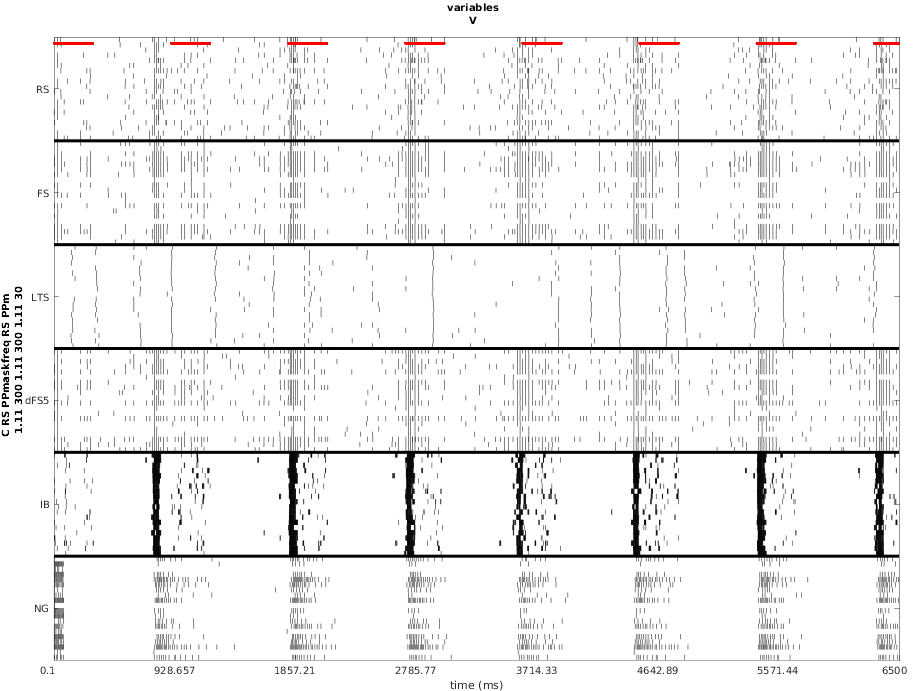 variables
V
RS
FS
LTS
dFS5
IB
NG
C RS PPmaskfreq RS PPm
1.11 300 1.11 300 1.11 30
0.1 928.657 1857.21 2785.77 3714.33 4642.89 5571.44 6500
time (ms)